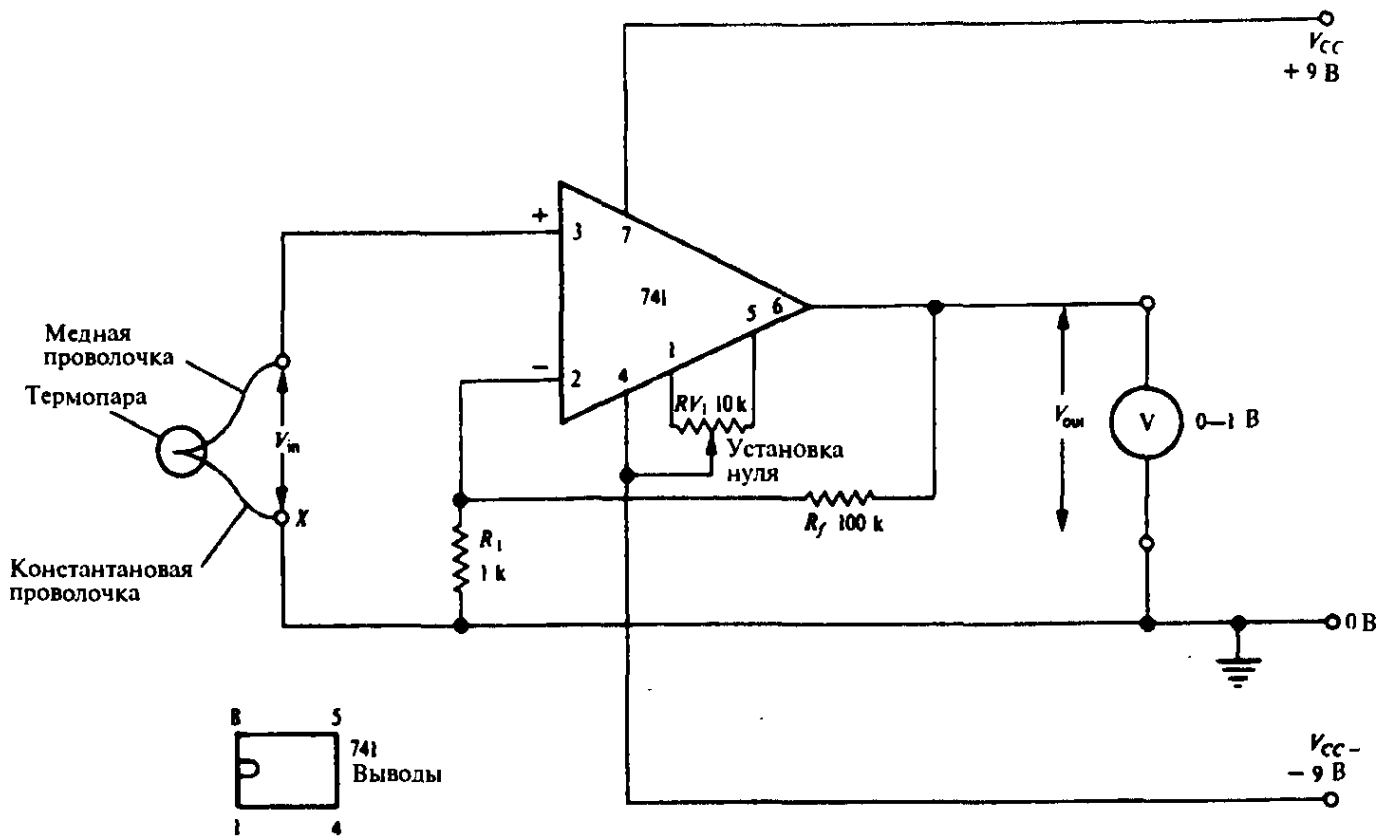 V_CC
+ 9 В
+
3
7
741
5
6
1
−
2
4
RV₁ 10 k
Установка
нуля
Медная
проволочка
Термопара
V_in
X
Константановая
проволочка
R₁
1 k
R_f 100 k
V_out
V
0—1 В
0 В
8
5
741
Выводы
1
4
V_CC−
− 9 В